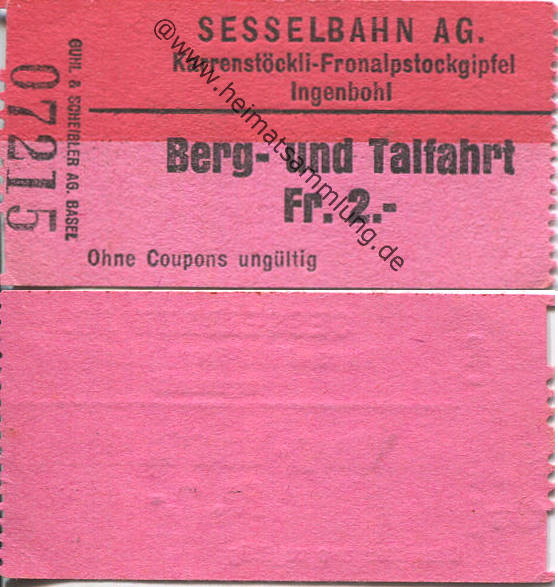 SESSELBAHN AG.
Karrenstöckli-Fronalpstockgipfel
Ingenbohl
Berg- und Talfahrt
Fr. 2.-
Ohne Coupons ungültig
07215
GUHL & SCHEIBLER AG. BASEL
@www.heimatsammlung.de